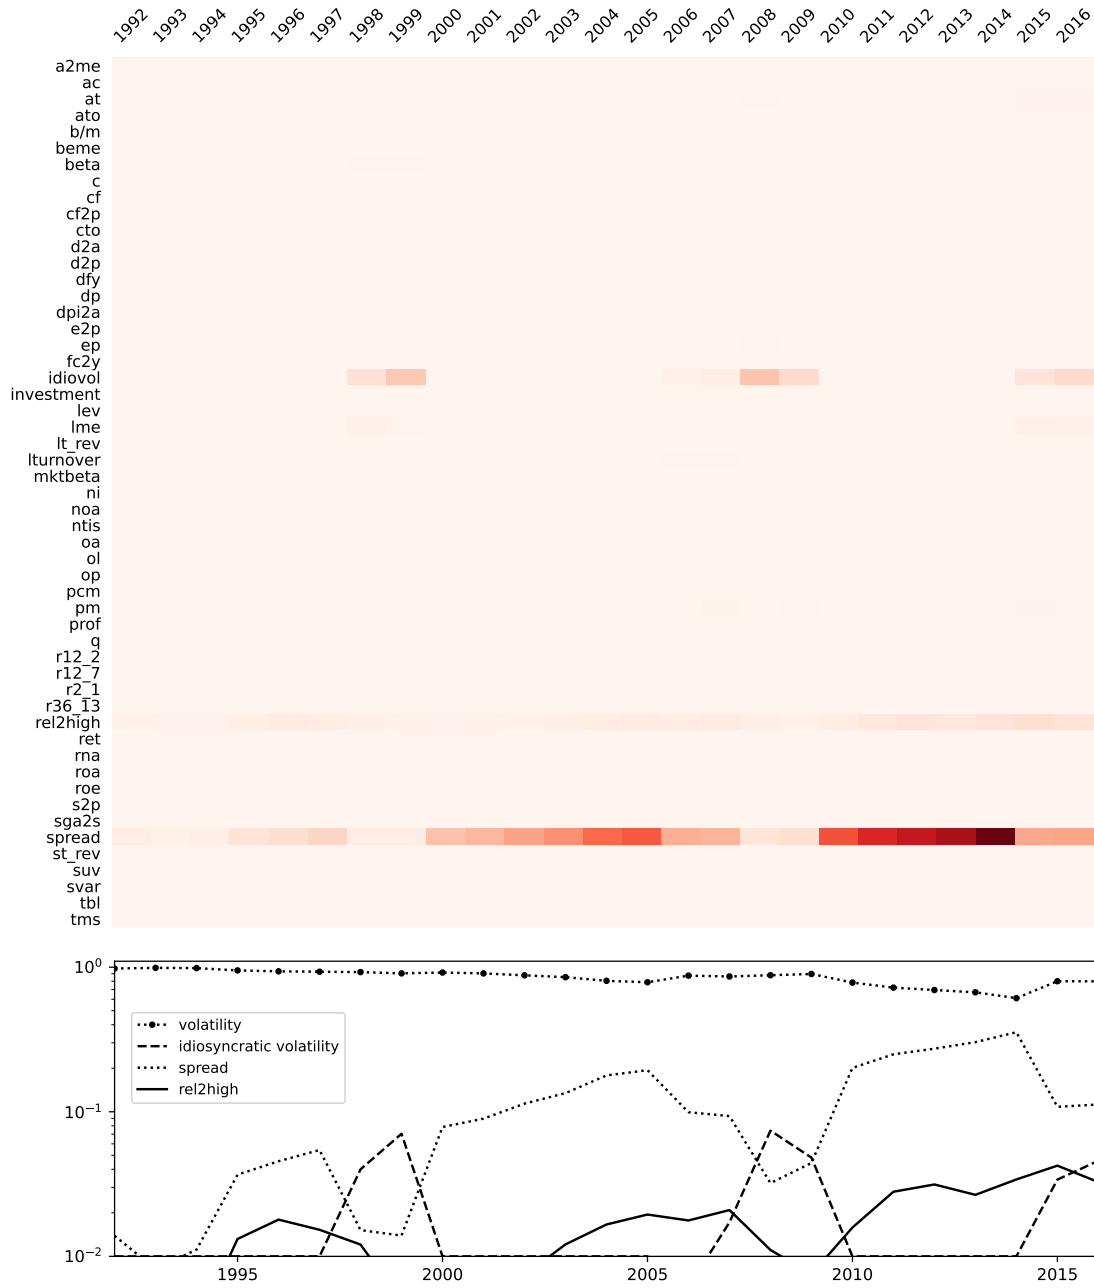 1992 1993 1994 1995 1996 1997 1998 1999 2000 2001 2002 2003 2004 2005 2006 2007 2008 2009 2010 2011 2012 2013 2014 2015 2016
a2me
ac
at
ato
b/m
beme
beta
c
cf
cf2p
cto
d2a
d2p
dfy
dp
dpi2a
e2p
ep
fc2y
idiovol
investment
lev
lme
lt_rev
lturnover
mktbeta
ni
noa
ntis
oa
ol
op
pcm
pm
prof
q
r12_2
r12_7
r2_1
r36_13
rel2high
ret
rna
roa
roe
s2p
sga2s
spread
st_rev
suv
svar
tbl
tms
10⁰
volatility
idiosyncratic volatility
spread
rel2high
10⁻¹
10⁻²
1995 2000 2005 2010 2015